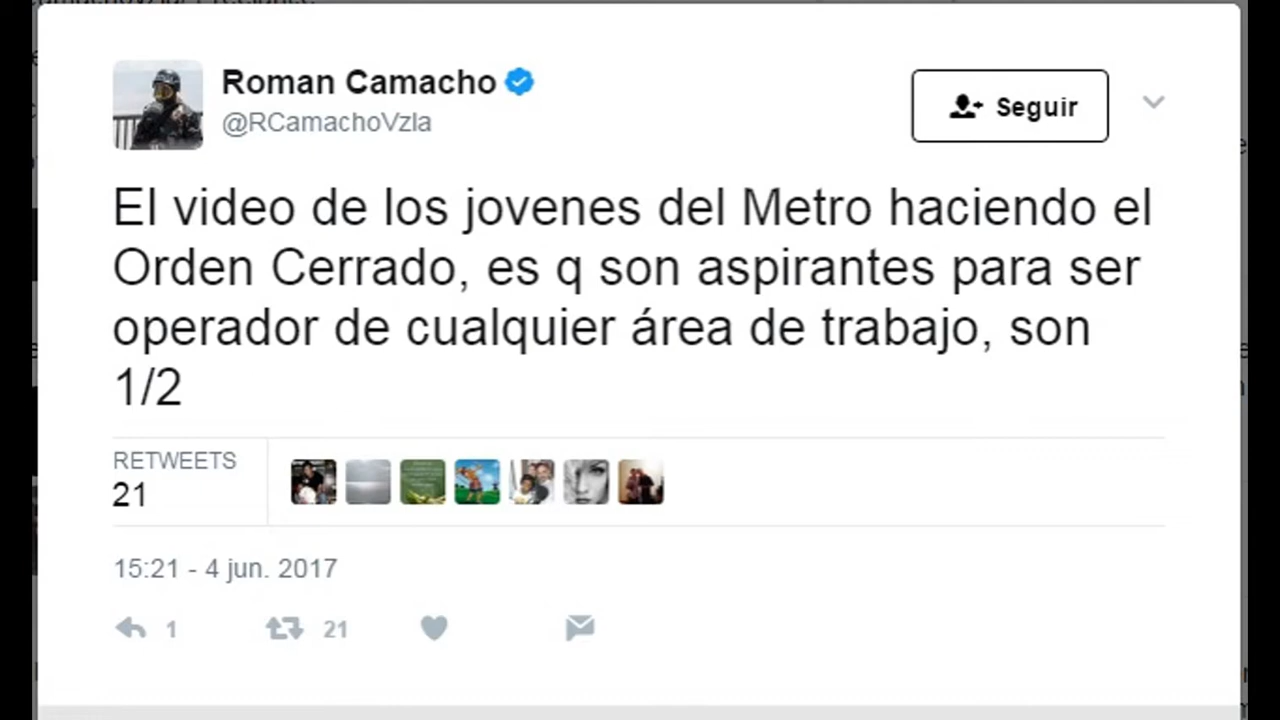 Roman Camacho
@RCamachoVzla
Seguir
El video de los jovenes del Metro haciendo el
Orden Cerrado, es q son aspirantes para ser
operador de cualquier área de trabajo, son
1/2
RETWEETS
21
15:21 - 4 jun. 2017
1
21